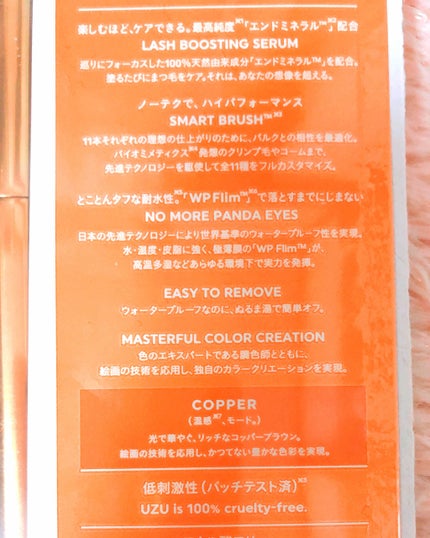 楽しむほど、ケアできる。最高純度※1「エンドミネラル™」※2配合
LASH BOOSTING SERUM
巡りにフォーカスした100%天然由来成分「エンドミネラル™」を配合。
塗るたびにまつ毛をケア。それは、あなたの想像を超える。
ノーテクで、ハイパフォーマンス
SMART BRUSH™※3
11本それぞれの理想の仕上がりのために、バルクとの相性を最適化。
バイオミメティクス※4発想のクリンプ毛やコームまで、
先進テクノロジーを駆使して全11種をフルカスタマイズ。
とことんタフな耐水性。※5「WP Flim™」※6で落とすまでにじまない
NO MORE PANDA EYES
日本の先進テクノロジーにより世界基準のウォータープルーフ性を実現。
水・湿度・皮脂に強く、極薄膜の「WP Flim™」が、
高温多湿などあらゆる環境下で実力を発揮。
EASY TO REMOVE
ウォータープルーフなのに、ぬるま湯で簡単オフ。
MASTERFUL COLOR CREATION
色のエキスパートである調色師とともに、
絵画の技術を応用し、独自のカラークリエーションを実現。
COPPER
(温感※7、モード。)
光で華やぐ、リッチなコッパーブラウン。
絵画の技術を応用し、かつてない豊かな色彩を実現。
低刺激性(パッチテスト済)※3
UZU is 100% cruelty-free.